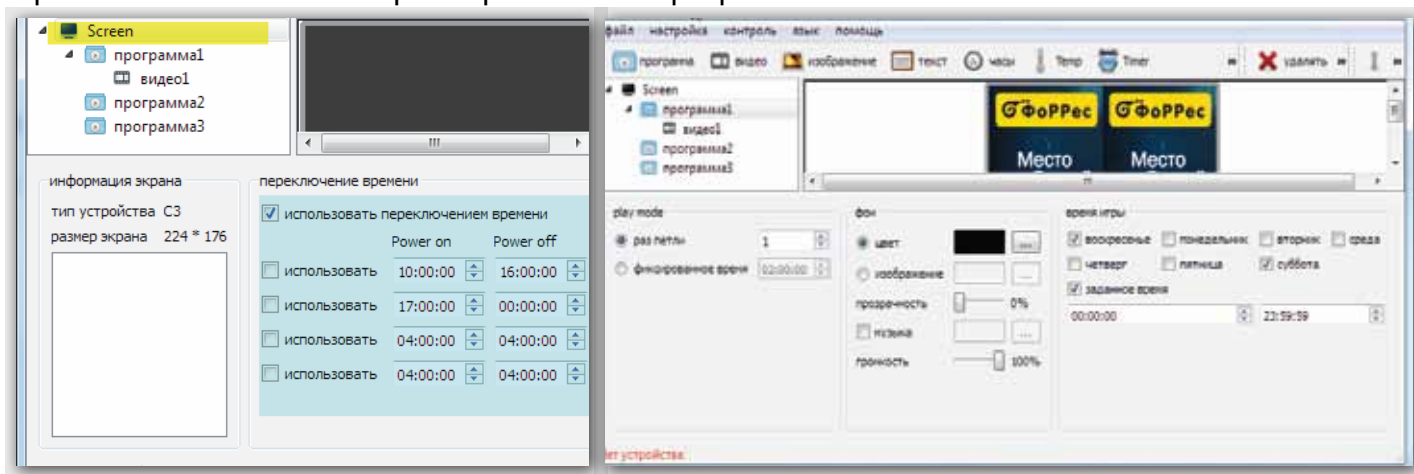 Screen
программа1
видео1
программа2
программа3
информация экрана
тип устройства C3
размер экрана 224 * 176
переключение времени
использовать переключением времени
Power on Power off
использовать 10:00:00 16:00:00
использовать 17:00:00 00:00:00
использовать 04:00:00 04:00:00
использовать 04:00:00 04:00:00
файл настройка контроль язык помощь
программа видео изображение текст часы Temp Timer удалить
Screen
программа1
видео1
программа2
программа3
ФоРРес ФоРРес
Место Место
play mode
раз петли 1
фиксированное время 02:00:00
фон
цвет ...
изображение ...
прозрачность 0%
музыка ...
громкость 100%
время игры
воскресенье понедельник вторник среда
четверг пятница суббота
заданное время
00:00:00 23:59:59
нет устройства